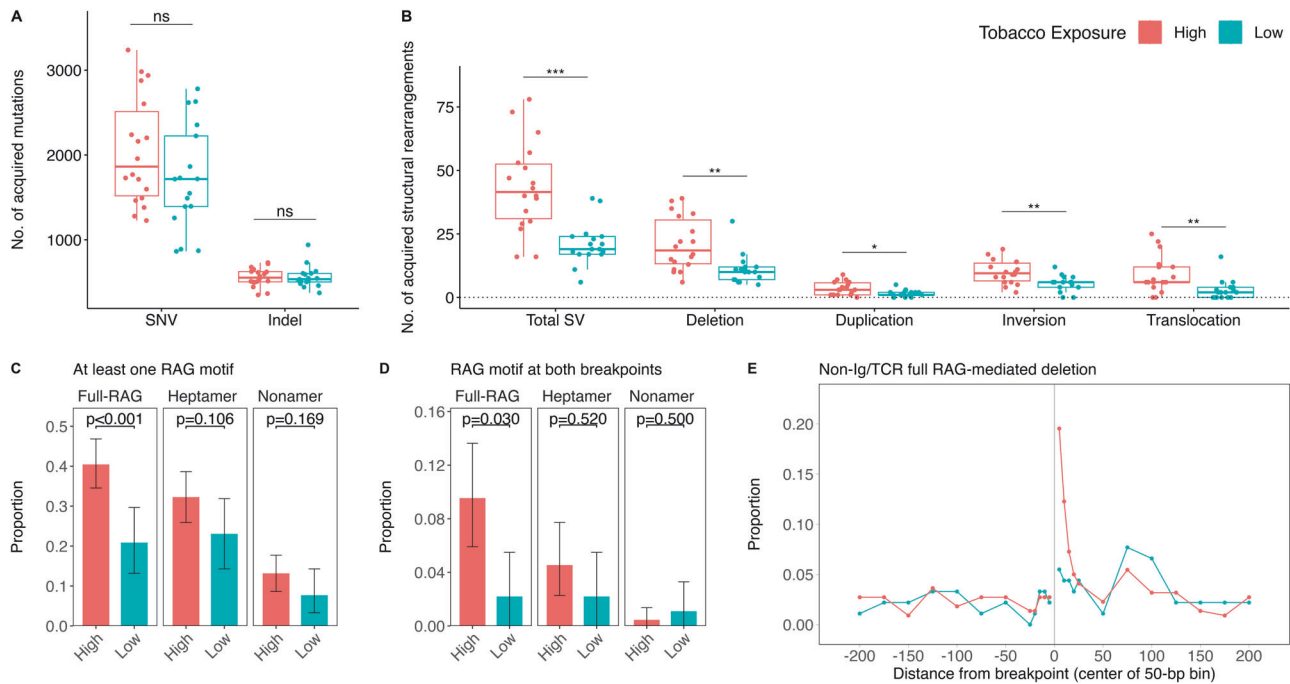 A
ns
ns
No. of acquired mutations
3000
2000
1000
SNV
Indel
B
Tobacco Exposure High Low
No. of acquired structural rearrangements
75
50
25
0
***
**
*
**
**
Total SV
Deletion
Duplication
Inversion
Translocation
C At least one RAG motif
Full-RAG Heptamer Nonamer
p<0.001 p=0.106 p=0.169
Proportion
0.5
0.4
0.3
0.2
0.1
0.0
High Low High Low High Low
D RAG motif at both breakpoints
Full-RAG Heptamer Nonamer
p=0.030 p=0.520 p=0.500
Proportion
0.16
0.12
0.08
0.04
0.00
High Low High Low High Low
E Non-Ig/TCR full RAG-mediated deletion
Proportion
0.20
0.15
0.10
0.05
0.00
-200 -150 -100 -50 0 50 100 150 200
Distance from breakpoint (center of 50-bp bin)